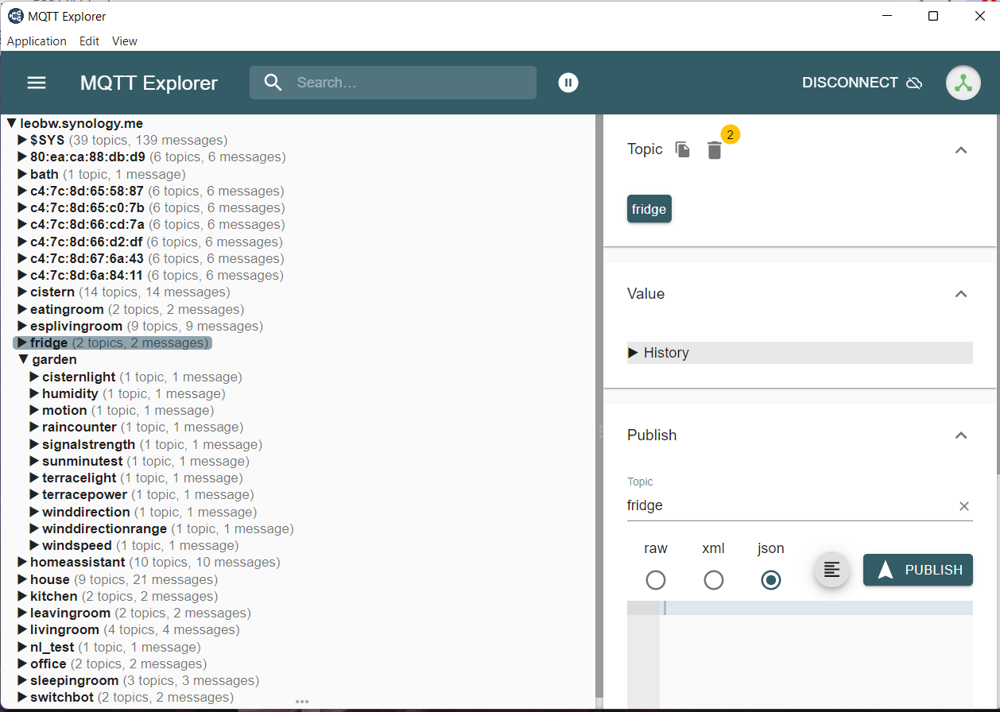 MQTT Explorer
Application Edit View
MQTT Explorer Search... DISCONNECT
▼ leobw.synology.me
▶ $SYS (39 topics, 139 messages)
▶ 80:ea:ca:88:db:d9 (6 topics, 6 messages)
▶ bath (1 topic, 1 message)
▶ c4:7c:8d:65:58:87 (6 topics, 6 messages)
▶ c4:7c:8d:65:c0:7b (6 topics, 6 messages)
▶ c4:7c:8d:66:cd:7a (6 topics, 6 messages)
▶ c4:7c:8d:66:d2:df (6 topics, 6 messages)
▶ c4:7c:8d:67:6a:43 (6 topics, 6 messages)
▶ c4:7c:8d:6a:84:11 (6 topics, 6 messages)
▶ cistern (14 topics, 14 messages)
▶ eatingroom (2 topics, 2 messages)
▶ esplivingroom (9 topics, 9 messages)
▶ fridge (2 topics, 2 messages)
▼ garden
▶ cisternlight (1 topic, 1 message)
▶ humidity (1 topic, 1 message)
▶ motion (1 topic, 1 message)
▶ raincounter (1 topic, 1 message)
▶ signalstrength (1 topic, 1 message)
▶ sunminutest (1 topic, 1 message)
▶ terracelight (1 topic, 1 message)
▶ terracepower (1 topic, 1 message)
▶ winddirection (1 topic, 1 message)
▶ winddirectionrange (1 topic, 1 message)
▶ windspeed (1 topic, 1 message)
▶ homeassistant (10 topics, 10 messages)
▶ house (9 topics, 21 messages)
▶ kitchen (2 topics, 2 messages)
▶ leavingroom (2 topics, 2 messages)
▶ livingroom (4 topics, 4 messages)
▶ nl_test (1 topic, 1 message)
▶ office (2 topics, 2 messages)
▶ sleepingroom (3 topics, 3 messages)
▶ switchbot (2 topics, 2 messages)
Topic 2
fridge
Value
▶ History
Publish
Topic
fridge
raw xml json
PUBLISH